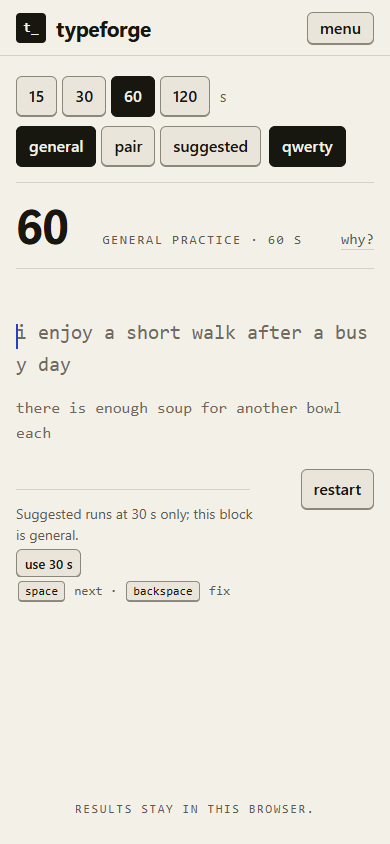 t_ typeforge menu
15 30 60 120 s
general pair suggested qwerty
60 GENERAL PRACTICE · 60 S why?
i enjoy a short walk after a bus
y day
there is enough soup for another bowl
each
restart
Suggested runs at 30 s only; this block
is general.
use 30 s
space next · backspace fix
RESULTS STAY IN THIS BROWSER.